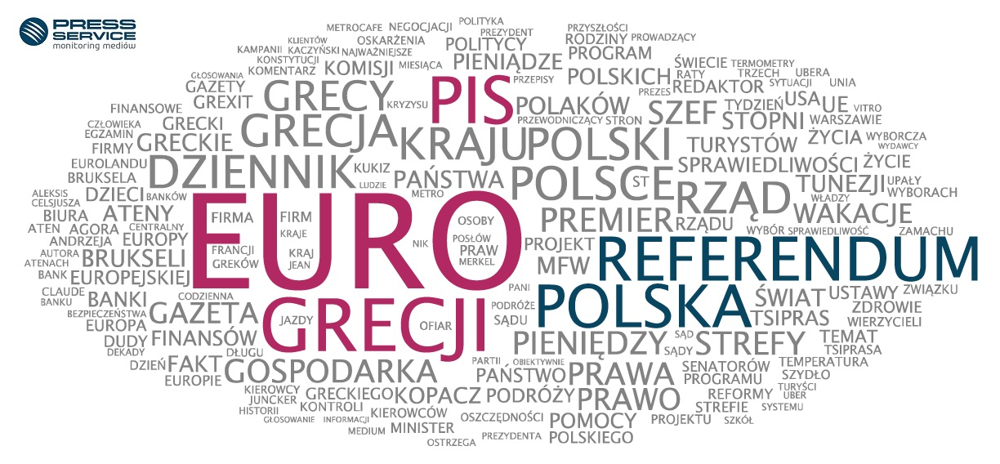 PRESS
SERVICE
monitoring mediów
POLITYKA
METROCAFE NEGOCJACJI PREZYDENT PRZYSZŁOŚCI
KLIENTÓW OSKARŻENIA POLITYCY RODZINY PROWADZĄCY
KAMPANII KACZYŃSKI NAJWAŻNIEJSZE PROGRAM
KONSTYTUCJI KOMISJI MIESIĄCA PIENIĄDZE ŚWIECIE TERMOMETRY
KOMENTARZ POLSKICH RATY TRZECH UBERA
GŁOSOWANIA GAZETY GRECY PIS PRZEPISY PREZES REDAKTOR SYTUACJI UNIA
GREXIT KRYZYSU POLAKÓW SZEF TYDZIEŃ USA UE VITRO
FINANSOWE PRZEWODNICZĄCY STRON STOPNI WARSZAWIE
CZŁOWIEKA GRECKI GRECJA
EGZAMIN GRECKIE KRAJU POLSKI TURYSTÓW ŻYCIA WYBORCZA
FIRMY WYDAWCY
EUROLANDU DZIENNIK KUKIZ PAŃSTWA POLSCE ST SPRAWIEDLIWOŚCI ŻYCIE
BRUKSELA LUDZIE TUNEZJI UPAŁY
ALEKSIS DZIECI BANKÓW METRO RZĄD WŁADZY WYBORACH
CELSJUSZA
BIURA ATENY EURO FIRMA FIRM OSOBY PREMIER RZĄDU WAKACJE
ATEN AGORA CENTRALNY KRAJE WYBÓR SPRAWIEDLIWOŚĆ ZAMACHU
ANDRZEJA EUROPY NIK POSŁÓW PROJEKT REFERENDUM
AUTORA BRUKSELI FRANCJI KRAJ PRAW
ATENACH GREKÓW JEAN MERKEL MFW
BANK EUROPEJSKIEJ
CLAUDE BANKI CODZIENNA PANI POLSKA ŚWIAT USTAWY ZWIĄZKU
BANKU PODRÓŻE
BEZPIECZEŃSTWA GAZETA GRECJI JAZDY OFIAR SĄDU TSIPRAS ZDROWIE
EUROPA WIERZYCIELI
DUDY FINANSÓW PIENIĘDZY SĄD STREFY TEMAT
DEKADY DŁUGU SĄDY TSIPRASA
DZIEŃ FAKT GOSPODARKA PARTII OBIEKTYWNIE SENATORÓW TEMPERATURA
EUROPIE PAŃSTWO PRAWA PROGRAMU SZYDŁO
KIEROWCY GRECKIEGO KOPACZ PODRÓŻY PRAWO REFORMY TURYŚCI
JUNCKER UBER
HISTORII KONTROLI KIEROWCÓW OSZCZĘDNOŚCI STREFIE SYSTEMU
GŁOSOWANIE INFORMACJI POMOCY PROJEKTU SZKÓŁ
MEDIUM MINISTER PREZYDENTA POLSKIEGO
OSTRZEGA